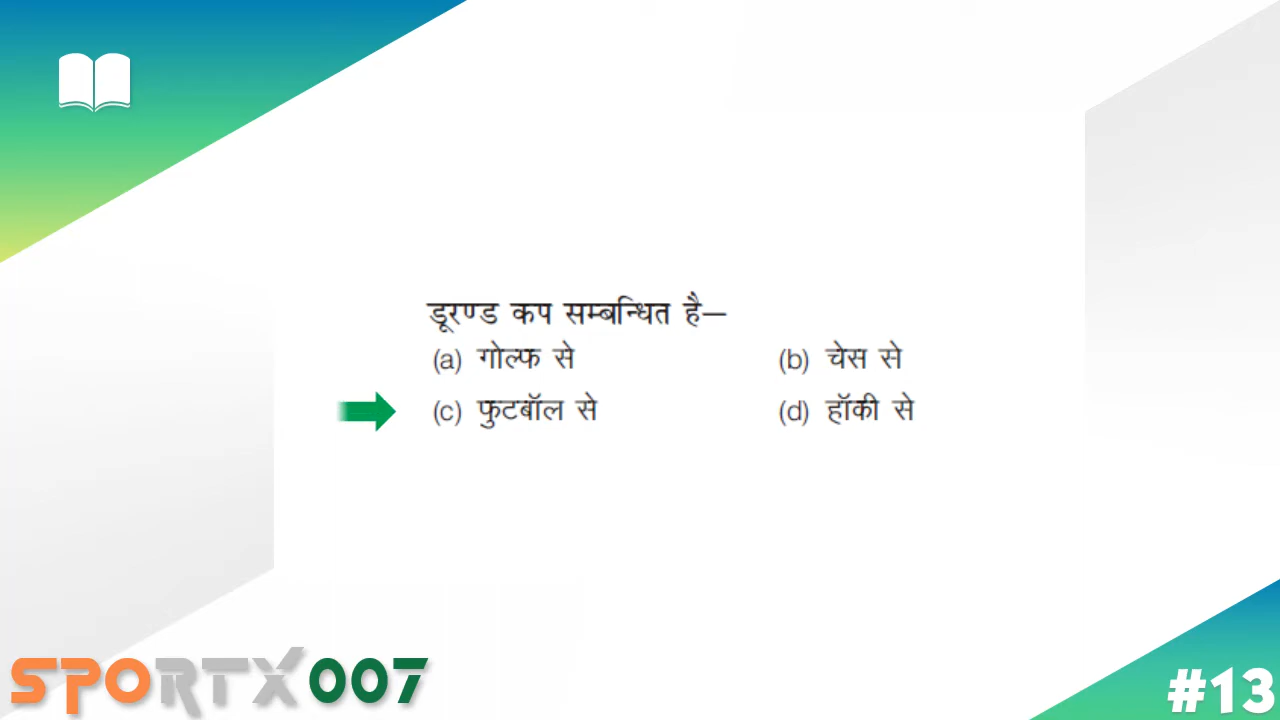 डूरण्ड कप सम्बन्धित है—
(a) गोल्फ से (b) चेस से
(c) फुटबॉल से (d) हॉकी से
SPORTX007
#13